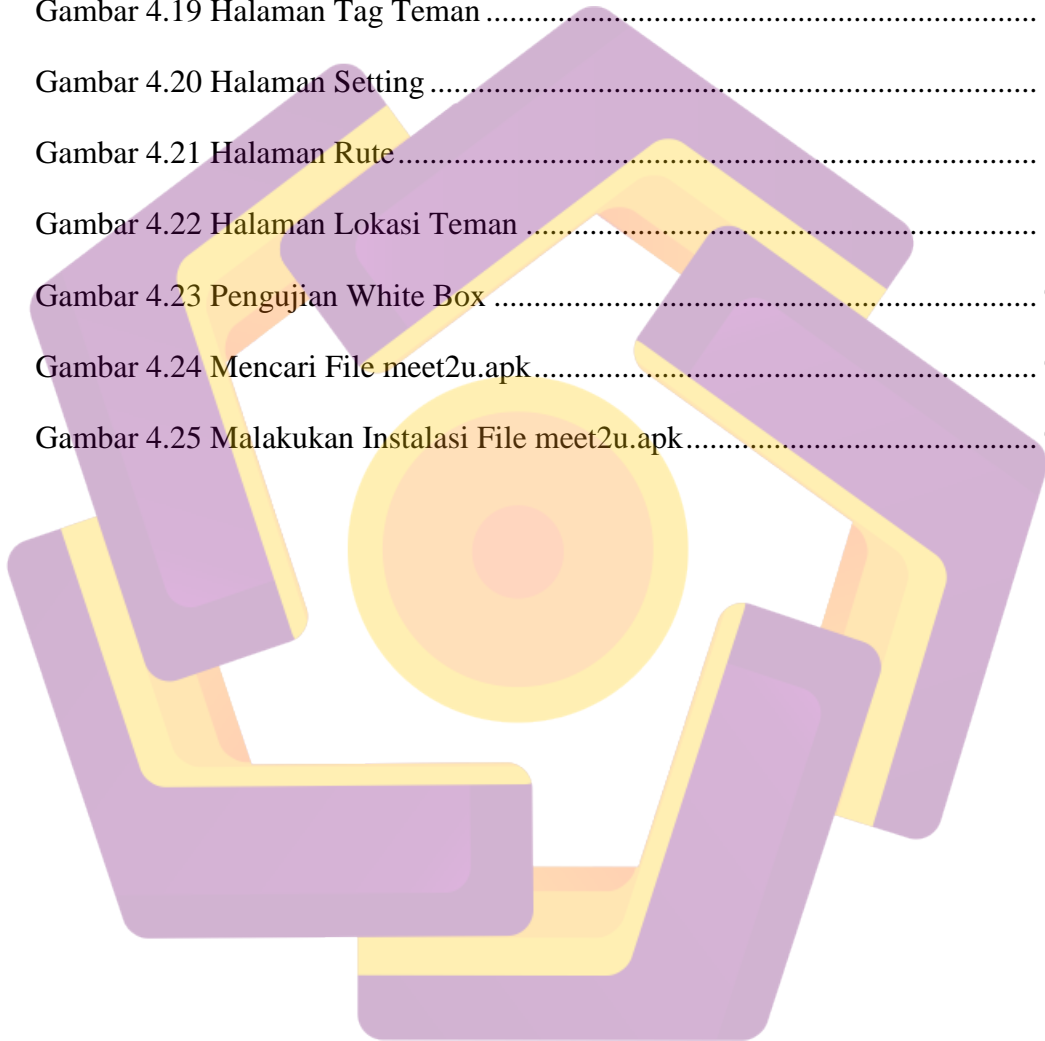 Gambar 4.19 Halaman Tag Teman ....................................................................
Gambar 4.20 Halaman Setting ...........................................................................
Gambar 4.21 Halaman Rute...............................................................................
Gambar 4.22 Halaman Lokasi Teman ...............................................................
Gambar 4.23 Pengujian White Box ...................................................................
Gambar 4.24 Mencari File meet2u.apk..............................................................
Gambar 4.25 Malakukan Instalasi File meet2u.apk...........................................